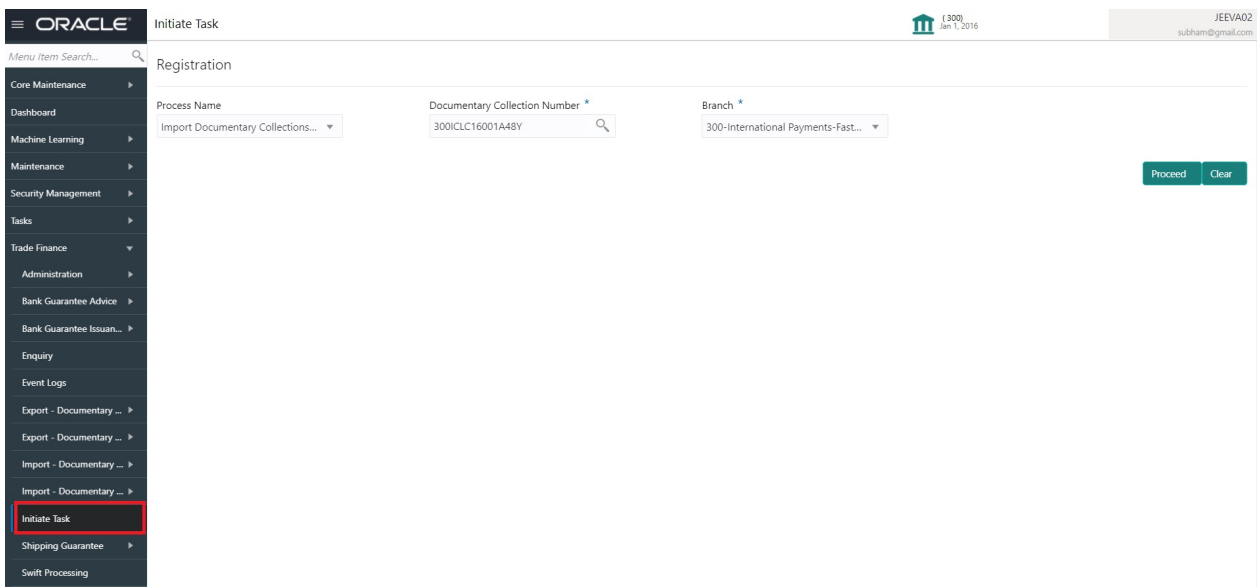 ORACLE
Initiate Task
(300)
Jan 1, 2016
JEEVA02
subham@gmail.com
Menu Item Search...
Core Maintenance
Dashboard
Machine Learning
Maintenance
Security Management
Tasks
Trade Finance
Administration
Bank Guarantee Advice
Bank Guarantee Issuan...
Enquiry
Event Logs
Export - Documentary ...
Export - Documentary ...
Import - Documentary ...
Import - Documentary ...
Initiate Task
Shipping Guarantee
Swift Processing
Registration
Process Name
Documentary Collection Number *
Branch *
Import Documentary Collections...
300ICLC16001A48Y
300-International Payments-Fast...
Proceed
Clear